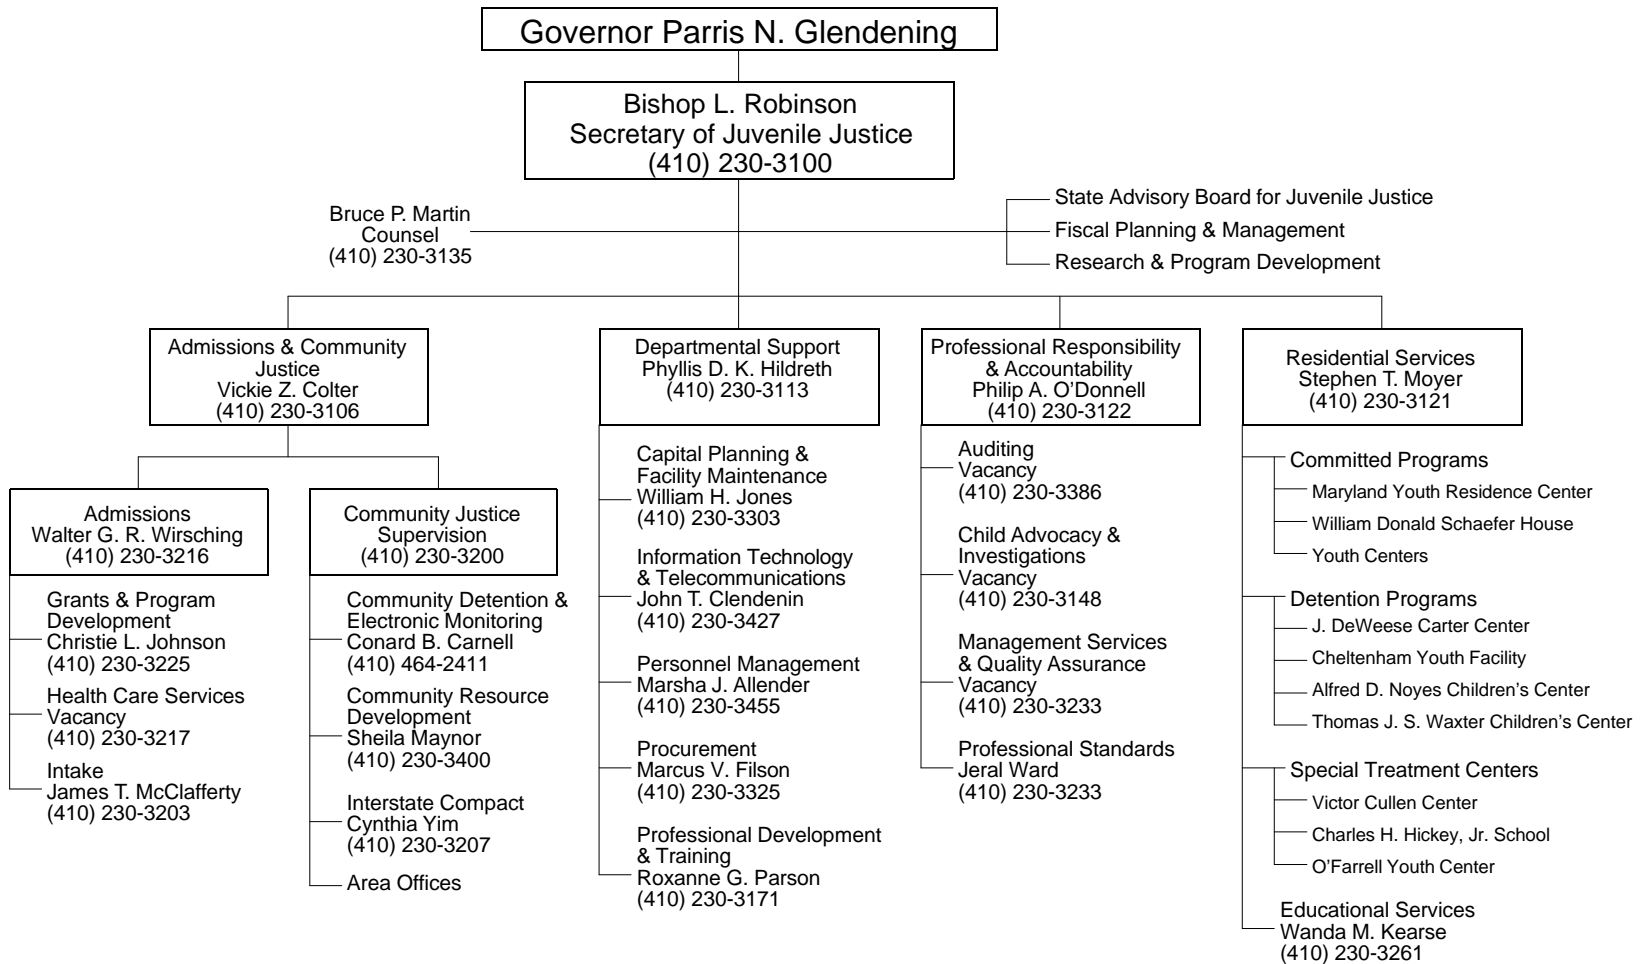 Governor Parris N. Glendening
Bishop L. Robinson
Secretary of Juvenile Justice
(410) 230-3100
Bruce P. Martin
Counsel
(410) 230-3135
State Advisory Board for Juvenile Justice
Fiscal Planning & Management
Research & Program Development
Admissions & Community
Justice
Vickie Z. Colter
(410) 230-3106
Admissions
Walter G. R. Wirsching
(410) 230-3216
Grants & Program
Development
Christie L. Johnson
(410) 230-3225
Health Care Services
Vacancy
(410) 230-3217
Intake
James T. McClafferty
(410) 230-3203
Community Justice
Supervision
(410) 230-3200
Community Detention &
Electronic Monitoring
Conard B. Carnell
(410) 464-2411
Community Resource
Development
Sheila Maynor
(410) 230-3400
Interstate Compact
Cynthia Yim
(410) 230-3207
Area Offices
Departmental Support
Phyllis D. K. Hildreth
(410) 230-3113
Capital Planning &
Facility Maintenance
William H. Jones
(410) 230-3303
Information Technology
& Telecommunications
John T. Clendenin
(410) 230-3427
Personnel Management
Marsha J. Allender
(410) 230-3455
Procurement
Marcus V. Filson
(410) 230-3325
Professional Development
& Training
Roxanne G. Parson
(410) 230-3171
Professional Responsibility
& Accountability
Philip A. O'Donnell
(410) 230-3122
Auditing
Vacancy
(410) 230-3386
Child Advocacy &
Investigations
Vacancy
(410) 230-3148
Management Services
& Quality Assurance
Vacancy
(410) 230-3233
Professional Standards
Jeral Ward
(410) 230-3233
Residential Services
Stephen T. Moyer
(410) 230-3121
Committed Programs
Maryland Youth Residence Center
William Donald Schaefer House
Youth Centers
Detention Programs
J. DeWeese Carter Center
Cheltenham Youth Facility
Alfred D. Noyes Children's Center
Thomas J. S. Waxter Children's Center
Special Treatment Centers
Victor Cullen Center
Charles H. Hickey, Jr. School
O'Farrell Youth Center
Educational Services
Wanda M. Kearse
(410) 230-3261